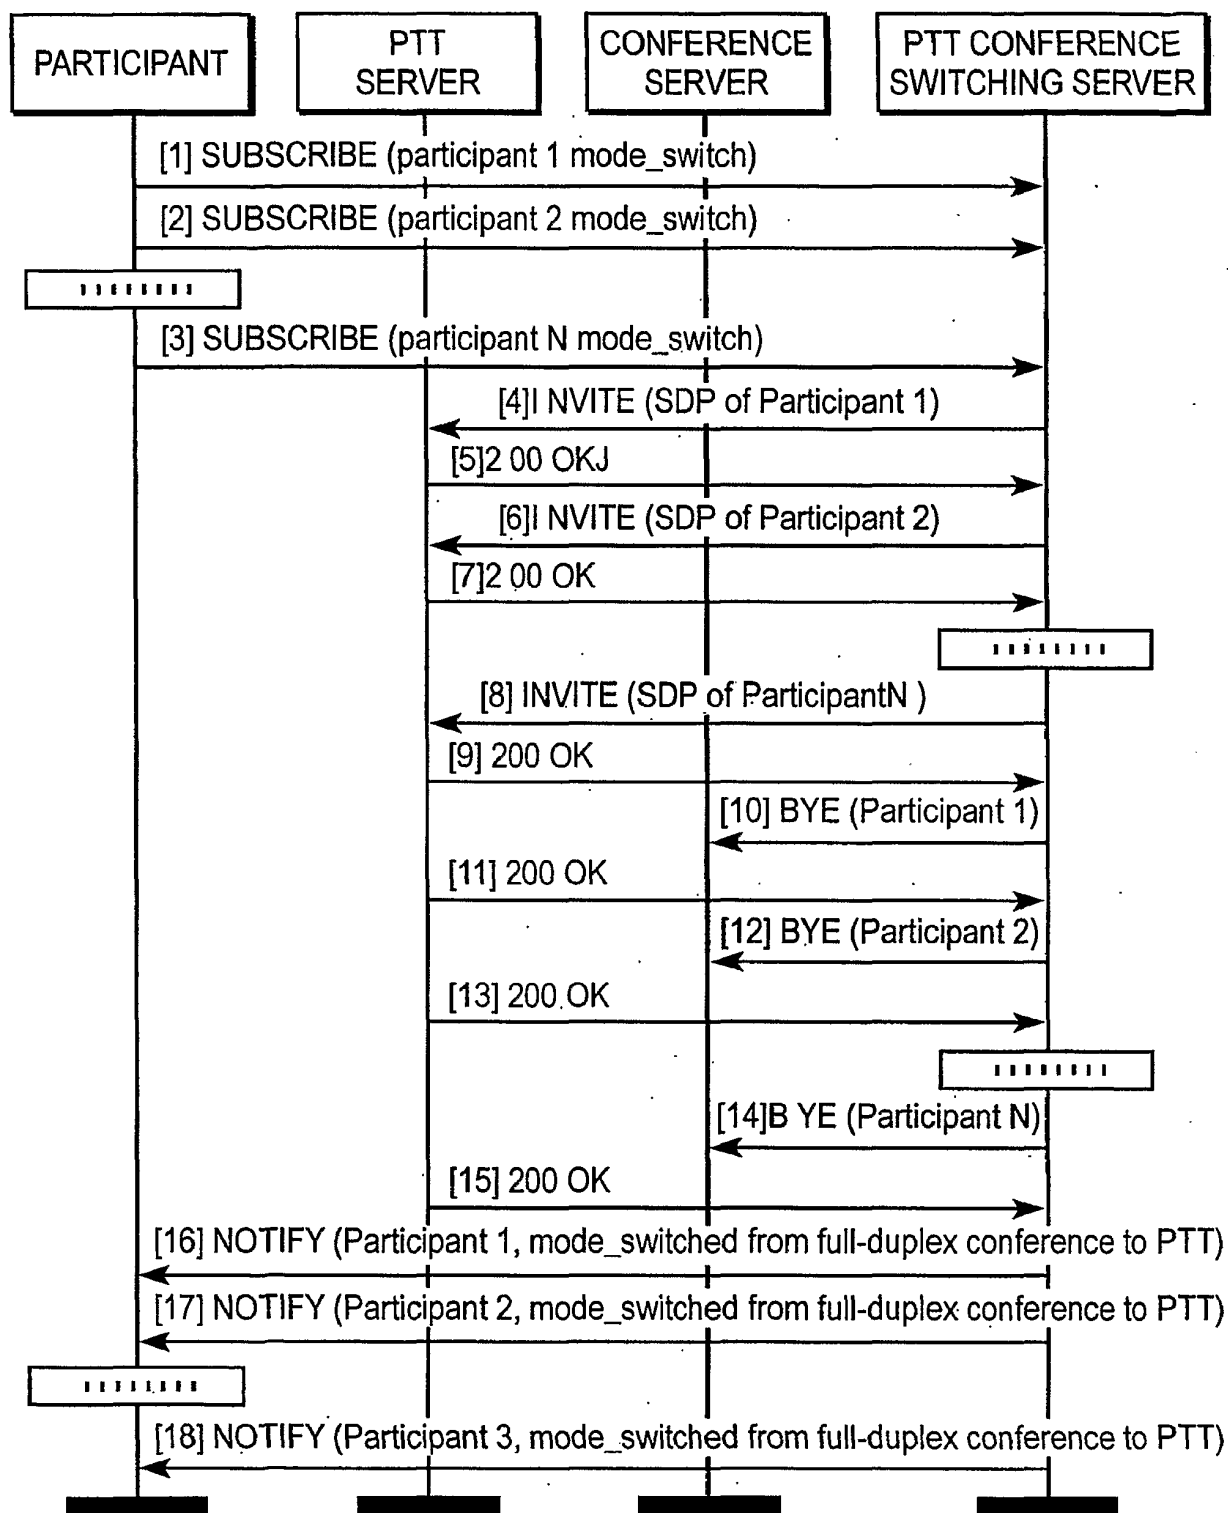 PARTICIPANT
PTT
SERVER
CONFERENCE
SERVER
PTT CONFERENCE
SWITCHING SERVER
[1] SUBSCRIBE (participant 1 mode_switch)
[2] SUBSCRIBE (participant 2 mode_switch)
[3] SUBSCRIBE (participant N mode_switch)
[4]I NVITE (SDP of Participant 1)
[5]2 00 OKJ
[6]I NVITE (SDP of Participant 2)
[7]2 00 OK
[8] INVITE (SDP of ParticipantN )
[9] 200 OK
[10] BYE (Participant 1)
[11] 200 OK
[12] BYE (Participant 2)
[13] 200 OK
[14]B YE (Participant N)
[15] 200 OK
[16] NOTIFY (Participant 1, mode_switched from full-duplex conference to PTT)
[17] NOTIFY (Participant 2, mode_switched from full-duplex conference to PTT)
[18] NOTIFY (Participant 3, mode_switched from full-duplex conference to PTT)